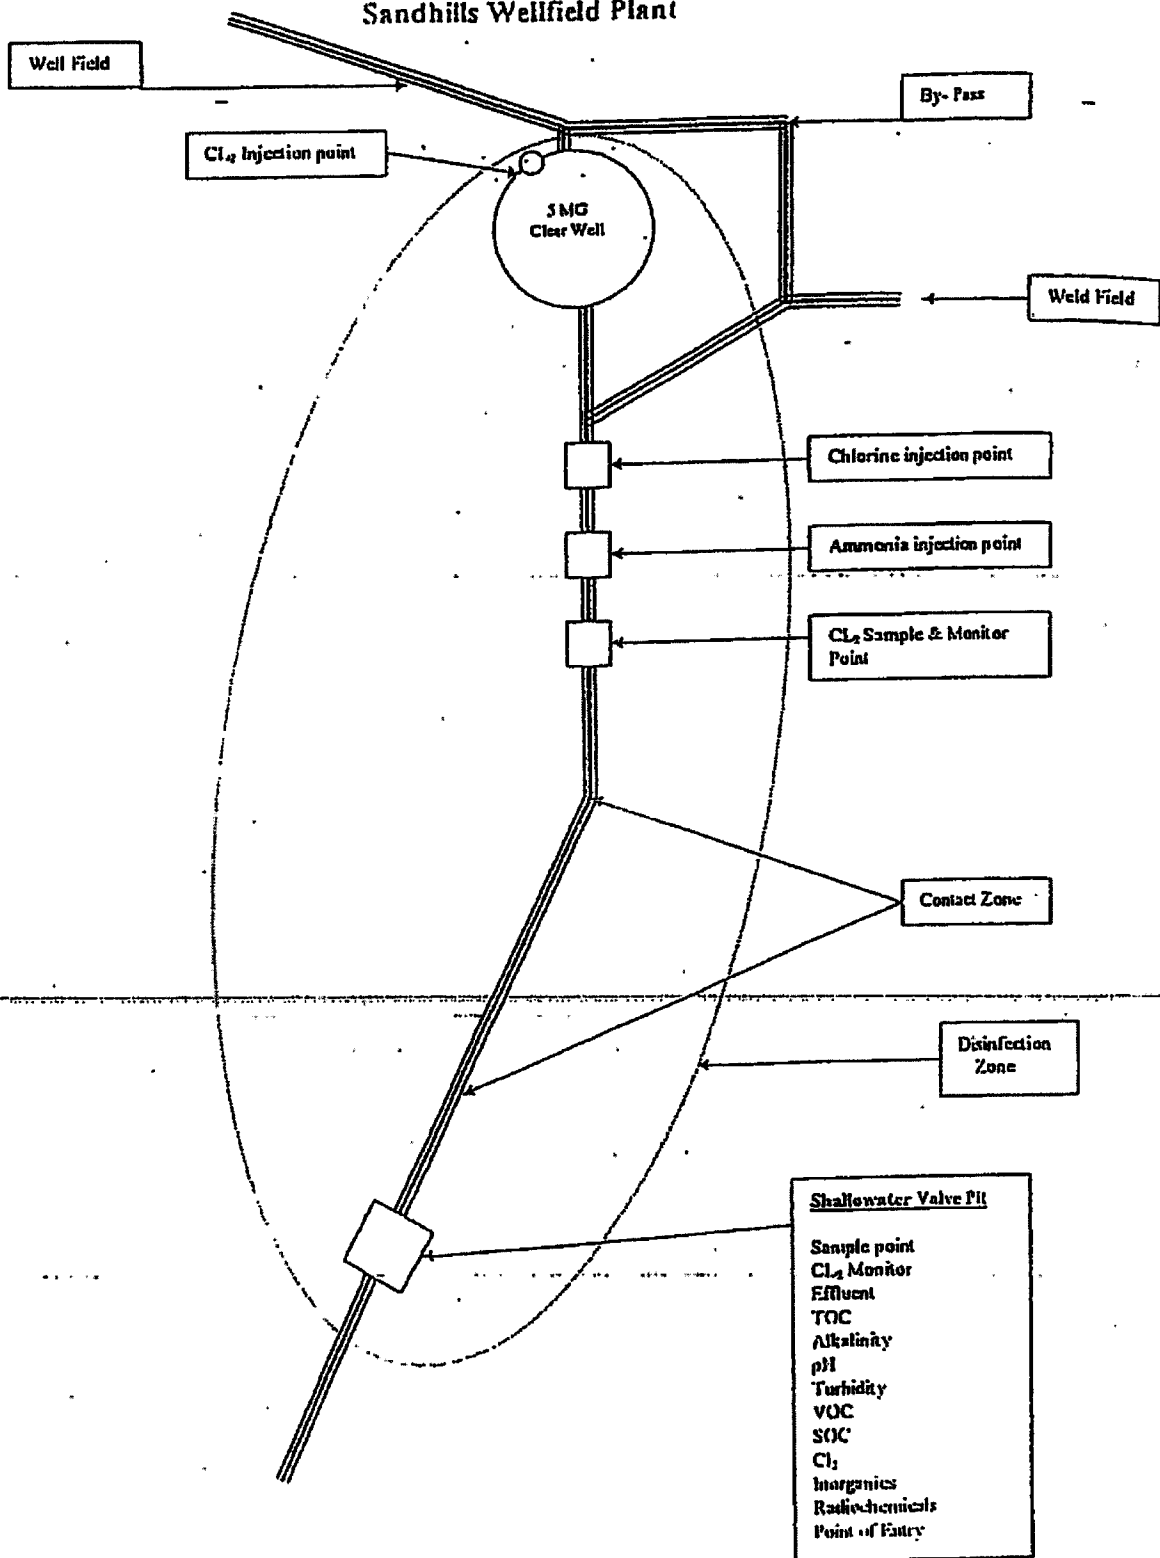 Sandhills Wellfield Plant
Well Field
By- Pass
CL₂ Injection point
5 MG
Clear Well
Weld Field
Chlorine injection point
Ammonia injection point
CL₂ Sample & Monitor
Point
Contact Zone
Disinfection
Zone
Shallowater Valve Pit
Sample point
CL₂ Monitor
Effluent
TOC
Alkalinity
pH
Turbidity
VOC
SOC
Cl₂
Inorganics
Radiochemicals
Point of Entry